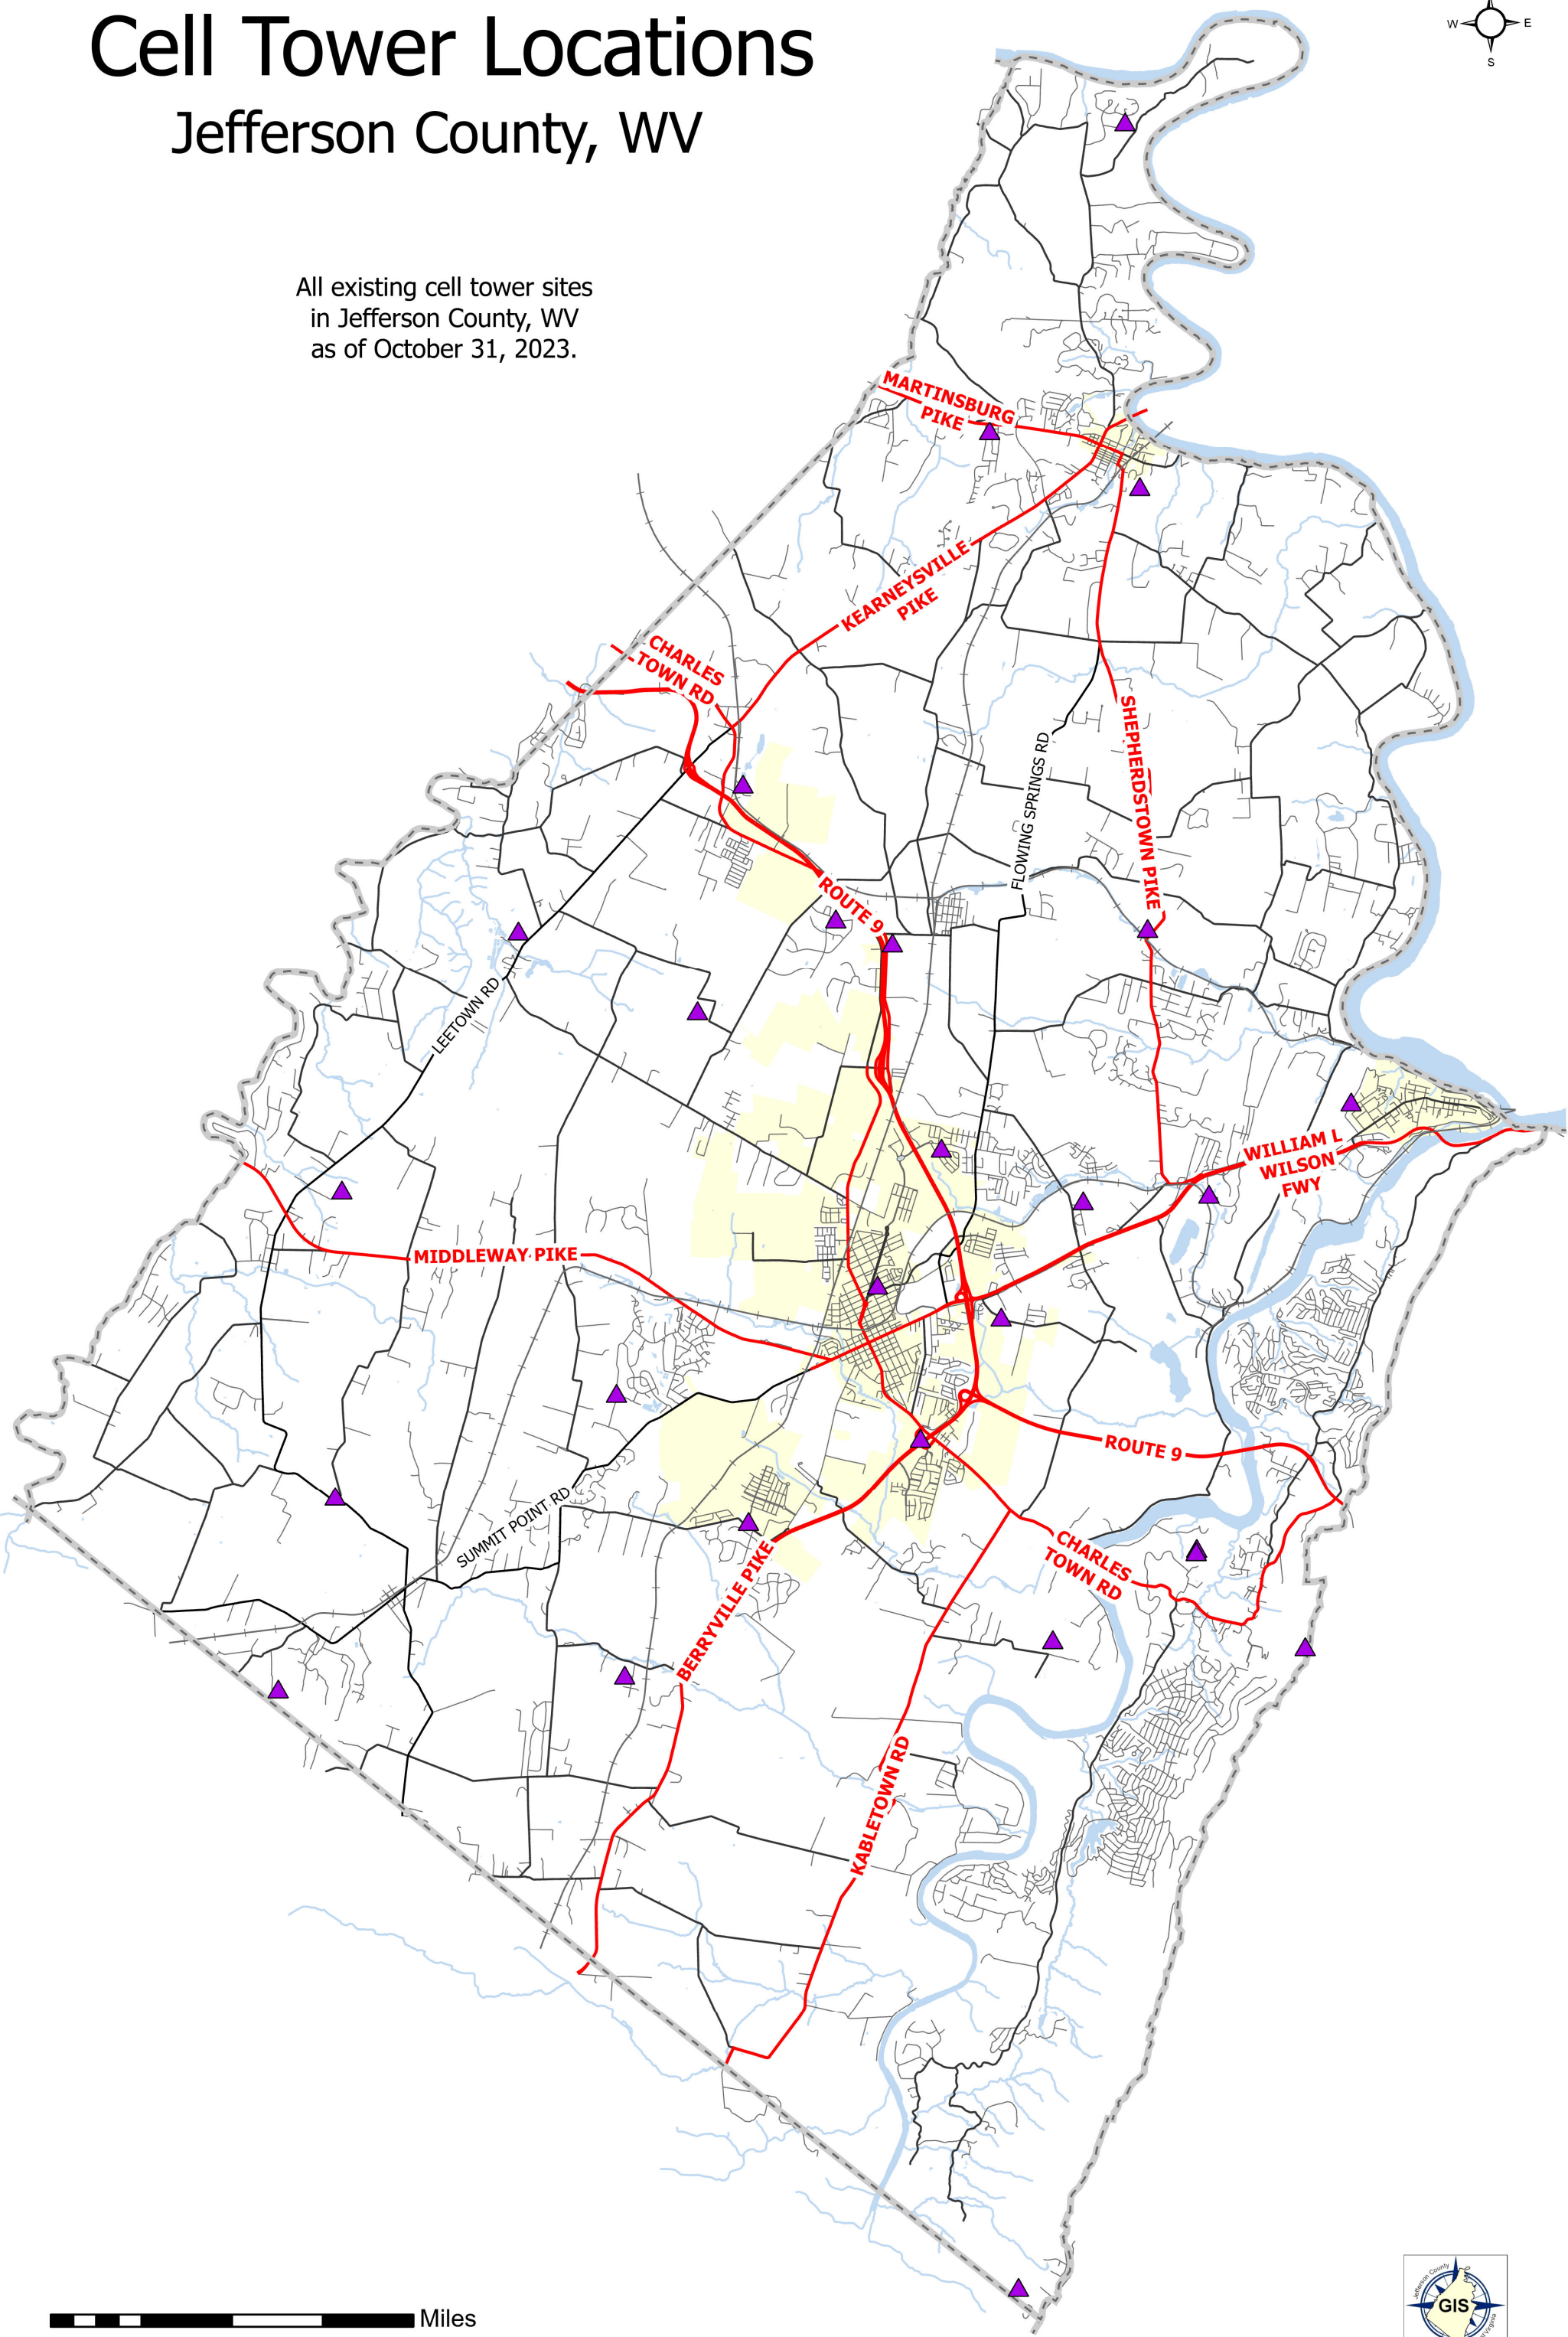 Cell Tower Locations
Jefferson County, WV
W
E
S
All existing cell tower sites
in Jefferson County, WV
as of October 31, 2023.
MARTINSBURG
PIKE
KEARNEYSVILLE
PIKE
CHARLES
TOWN RD
SHEPHERDSTOWN PIKE
FLOWING SPRINGS RD
ROUTE 9
LEETOWN RD
WILLIAM L
WILSON
FWY
MIDDLEWAY PIKE
ROUTE 9
SUMMIT POINT RD
CHARLES
TOWN RD
BERRYVILLE PIKE
KABLETOWN RD
Miles
Jefferson County
GIS